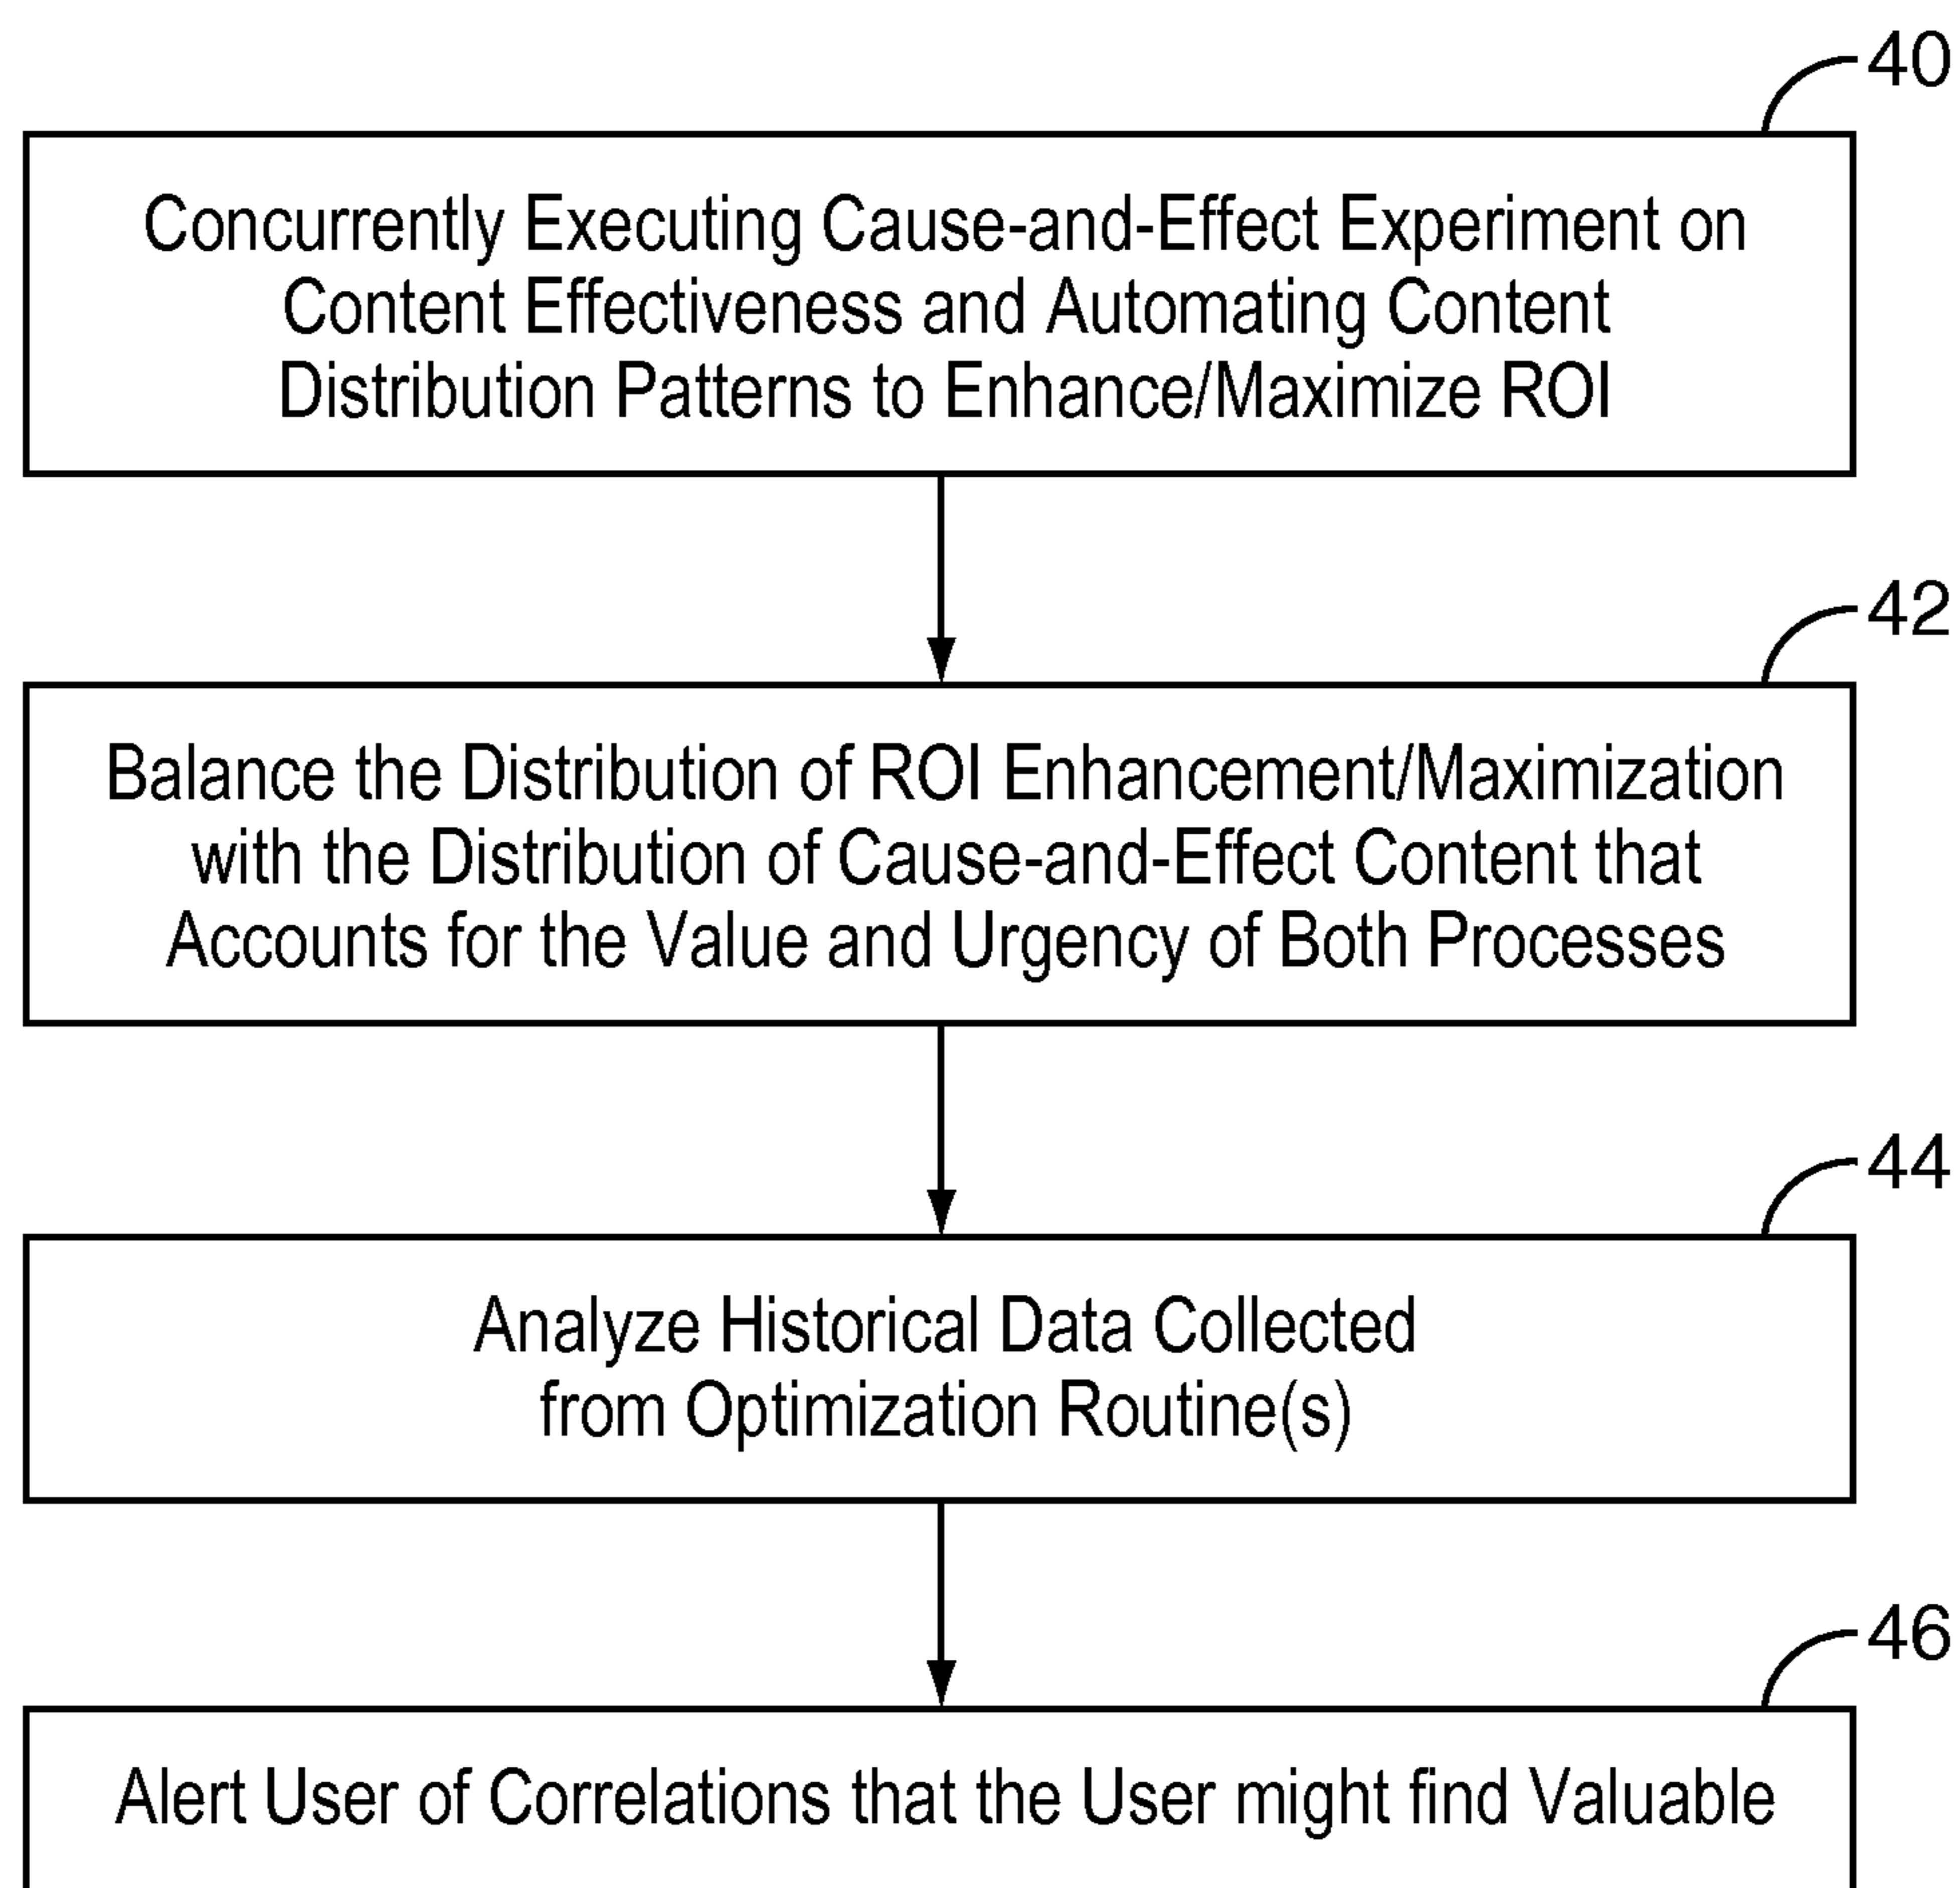 40
Concurrently Executing Cause-and-Effect Experiment on
Content Effectiveness and Automating Content
Distribution Patterns to Enhance/Maximize ROI
42
Balance the Distribution of ROI Enhancement/Maximization
with the Distribution of Cause-and-Effect Content that
Accounts for the Value and Urgency of Both Processes
44
Analyze Historical Data Collected
from Optimization Routine(s)
46
Alert User of Correlations that the User might find Valuable